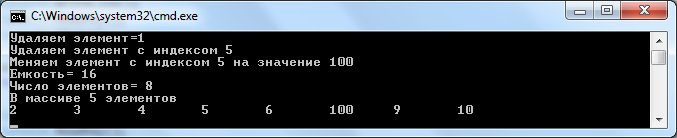 C:\Windows\system32\cmd.exe
Удаляем элемент=1
Удаляем элемент с индексом 5
Меняем элемент с индексом 5 на значение 100
Емкость= 16
Число элементов= 8
В массиве 5 элементов
2 3 4 5 6 100 9 10